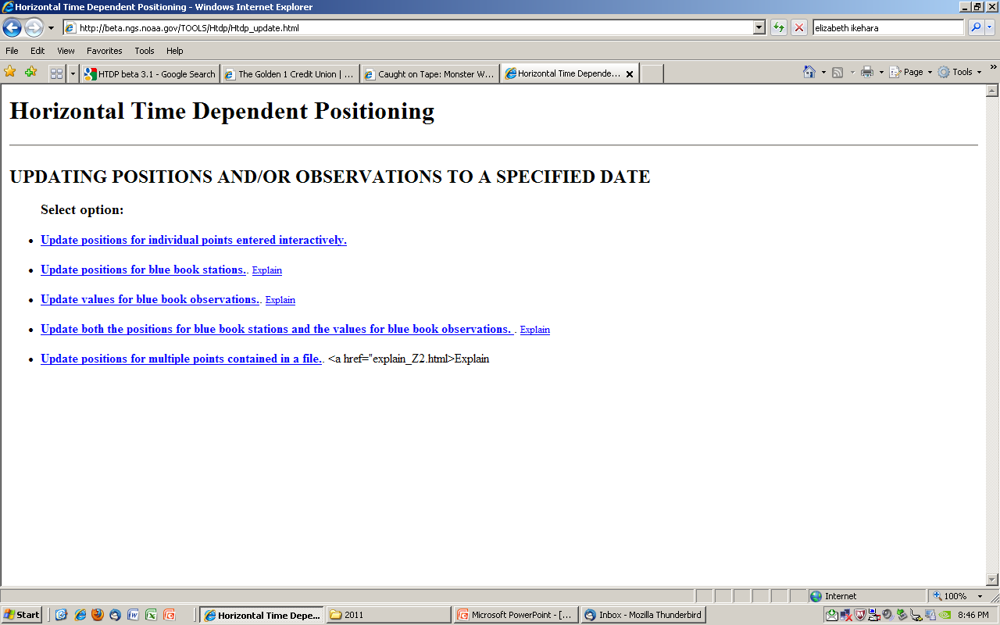 Horizontal Time Dependent Positioning - Windows Internet Explorer
http://beta.ngs.noaa.gov/TOOLS/Htdp/Htdp_update.html
elizabeth ikehara
File Edit View Favorites Tools Help
HTDP beta 3.1 - Google Search
The Golden 1 Credit Union | ...
Caught on Tape: Monster W...
Horizontal Time Depende...
Page
Tools
Horizontal Time Dependent Positioning
UPDATING POSITIONS AND/OR OBSERVATIONS TO A SPECIFIED DATE
Select option:
• Update positions for individual points entered interactively.
• Update positions for blue book stations.. Explain
• Update values for blue book observations.. Explain
• Update both the positions for blue book stations and the values for blue book observations. . Explain
• Update positions for multiple points contained in a file.. <a href="explain_Z2.html>Explain
Internet
100%
Start
Horizontal Time Depe...
2011
Microsoft PowerPoint - [...
Inbox - Mozilla Thunderbird
8:46 PM